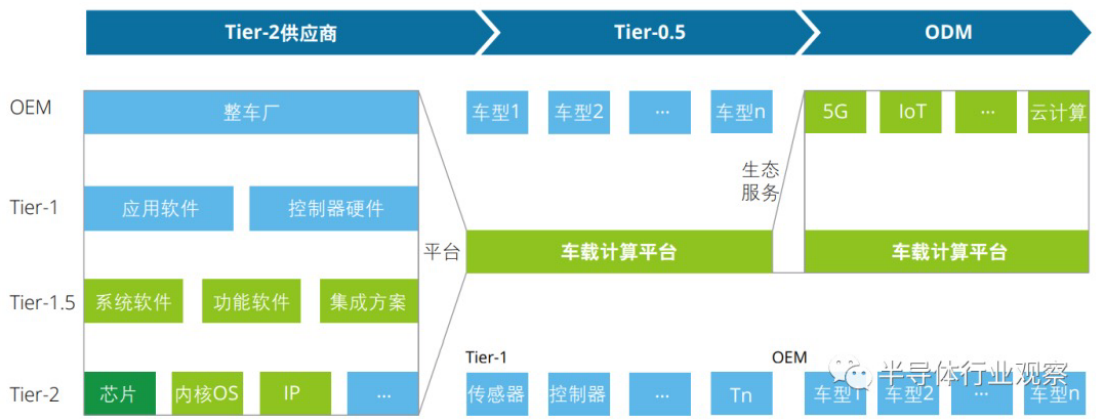 Tier-2供应商
Tier-0.5
ODM
OEM
整车厂
车型1
车型2
...
车型n
5G
IoT
...
云计算
生态
服务
Tier-1
应用软件
控制器硬件
平台
车载计算平台
车载计算平台
Tier-1.5
系统软件
功能软件
集成方案
Tier-1
OEM
Tier-2
芯片
内核OS
IP
...
传感器
控制器
...
Tn
车型1
车型2
...
车型n
半导体行业观察